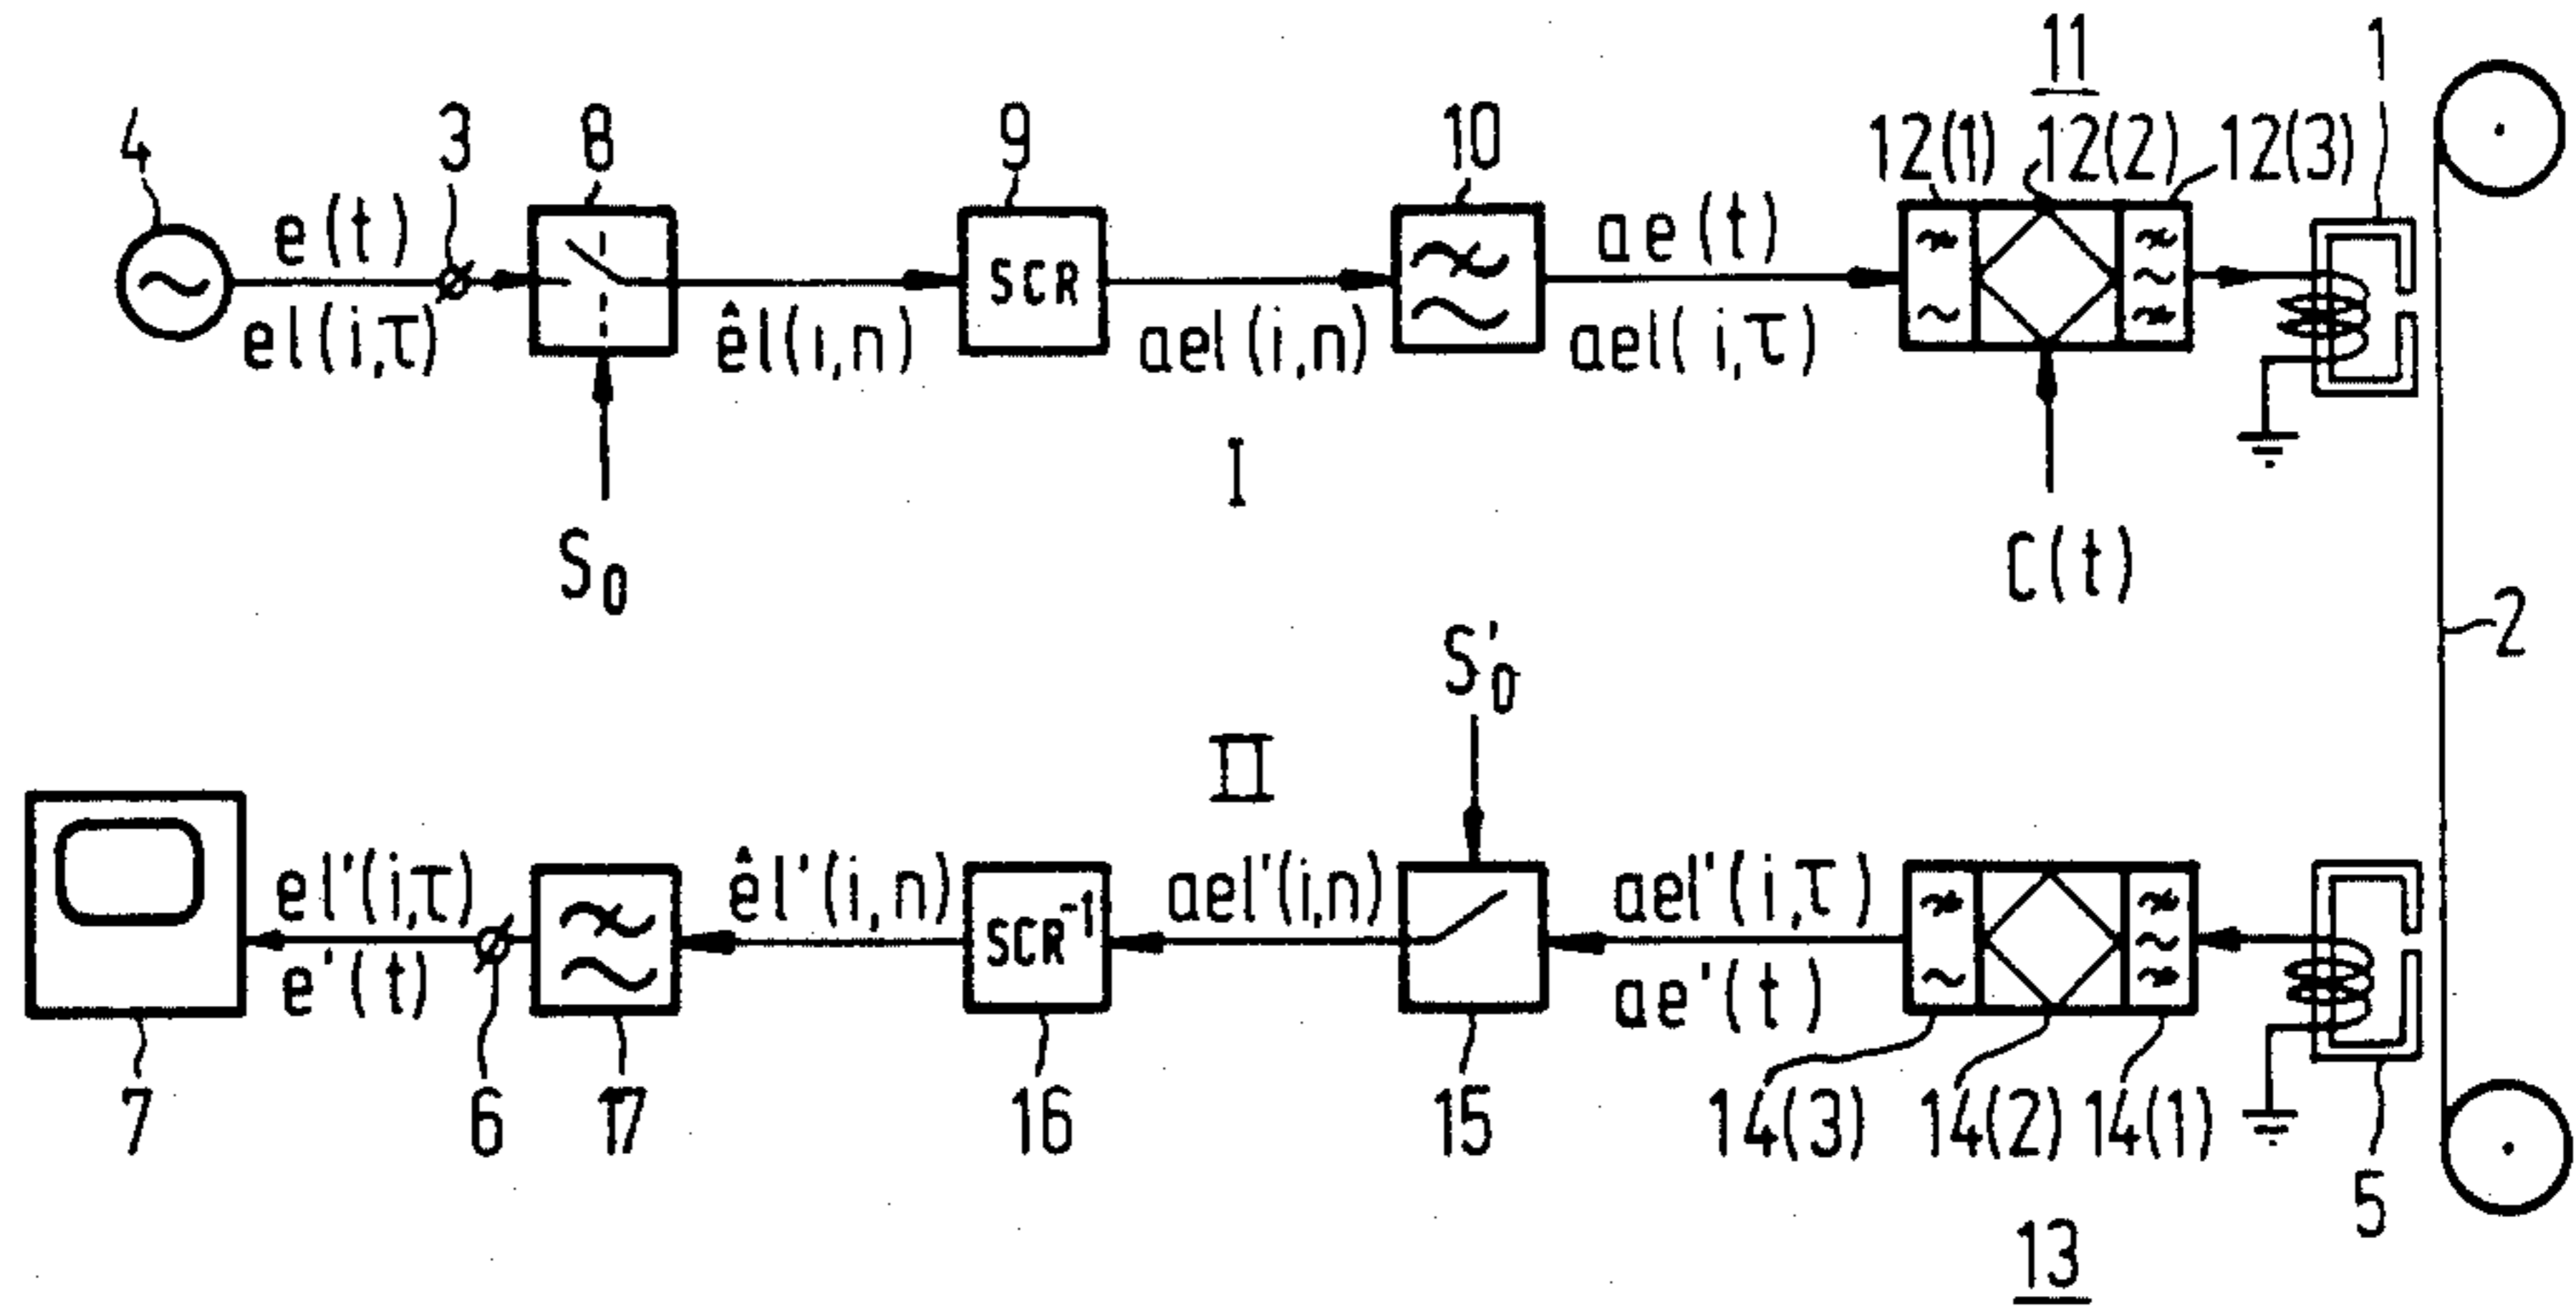 11
1
4
3
8
9
10
12(1)
12(2)
12(3)
e(t)
el(i,τ)
êl(ı,n)
SCR
ael(i,n)
ae(t)
ael(i,τ)
S₀
I
C(t)
2
S'₀
II
el'(i,τ)
e'(t)
êl'(i,n)
SCR⁻¹
ael'(i,n)
ael'(i,τ)
ae'(t)
7
6
17
16
15
14(3)
14(2)
14(1)
5
13